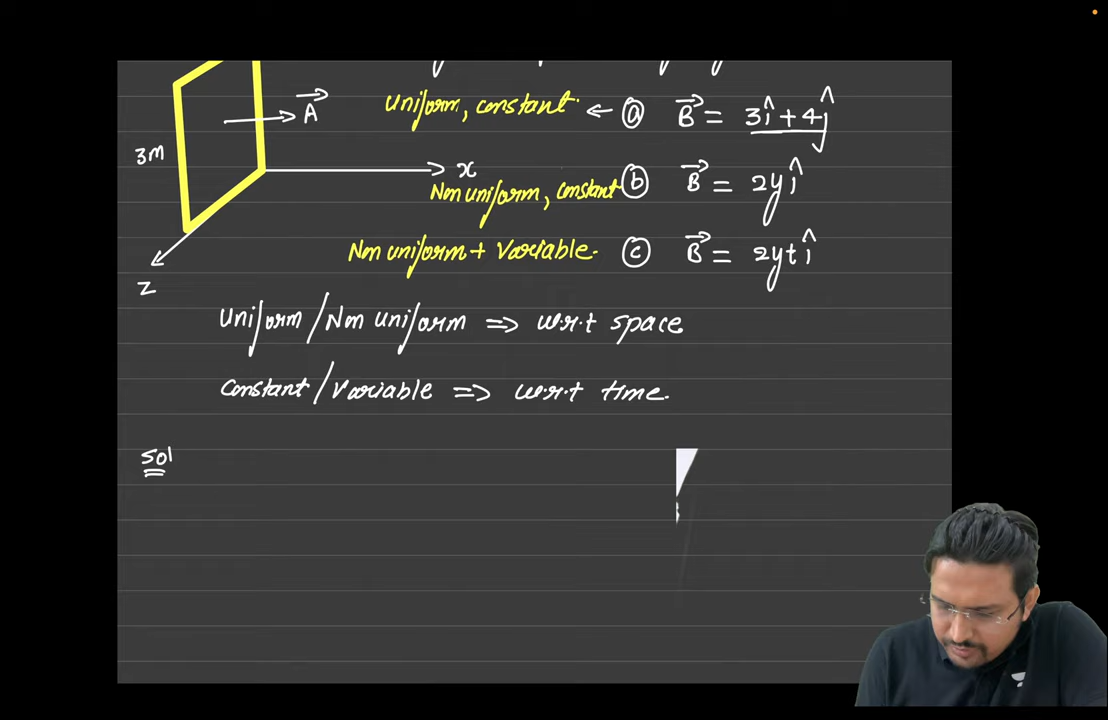 uniform, constant. ← ⓐ B⃗ = 3î + 4ĵ
A⃗
3m
x
Non uniform, constant ⓑ B⃗ = 2yî
Non uniform + Variable. ⓒ B⃗ = 2ytî
z
Uniform/Non uniform ⇒ w.r.t space
Constant/Variable ⇒ w.r.t time.
Sol